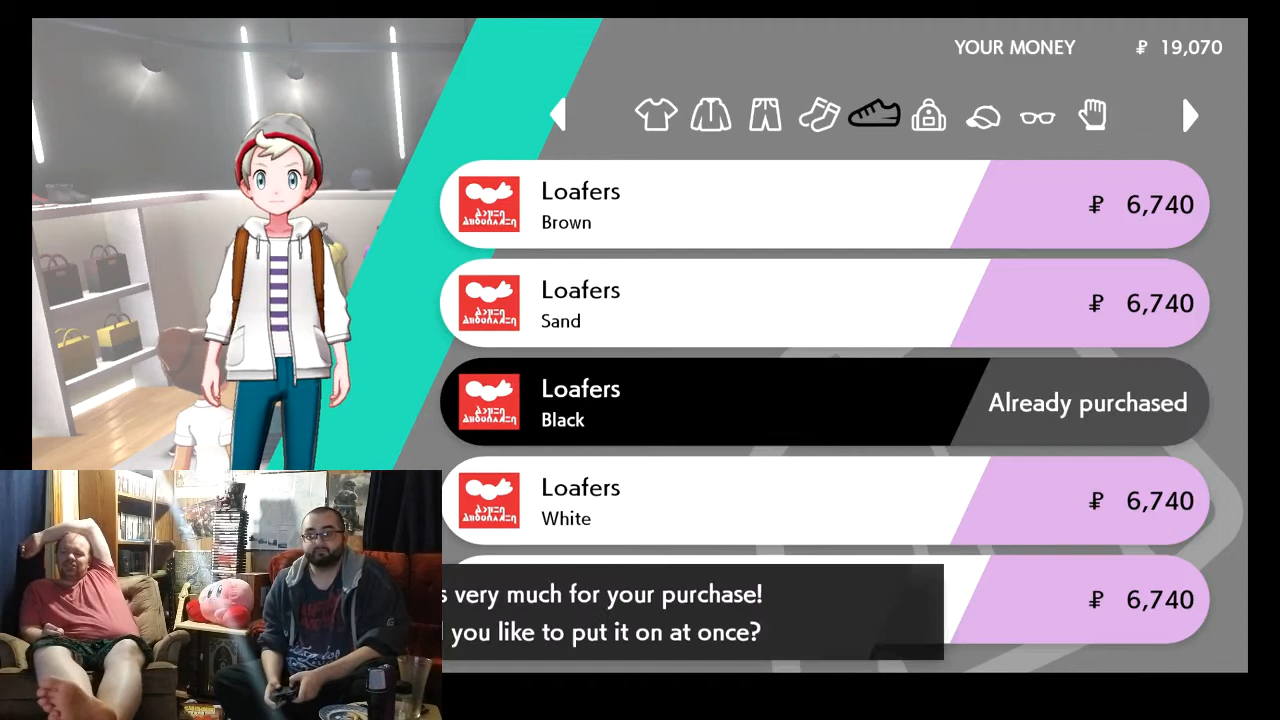 YOUR MONEY ₽ 19,070
Loafers
Brown
₽ 6,740
Loafers
Sand
₽ 6,740
Loafers
Black
Already purchased
Loafers
White
₽ 6,740
₽ 6,740
s very much for your purchase!
you like to put it on at once?